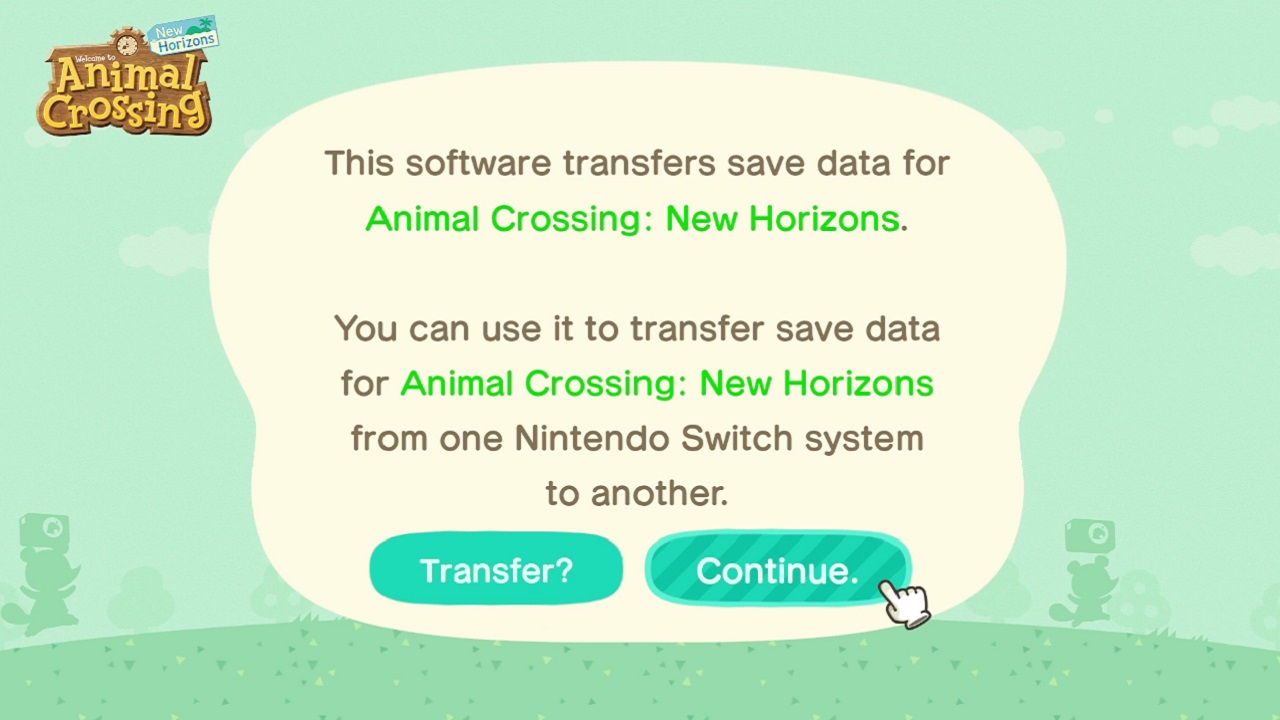 New
Horizons
Welcome to
Animal
Crossing
This software transfers save data for
Animal Crossing: New Horizons.
You can use it to transfer save data
for Animal Crossing: New Horizons
from one Nintendo Switch system
to another.
Transfer?
Continue.